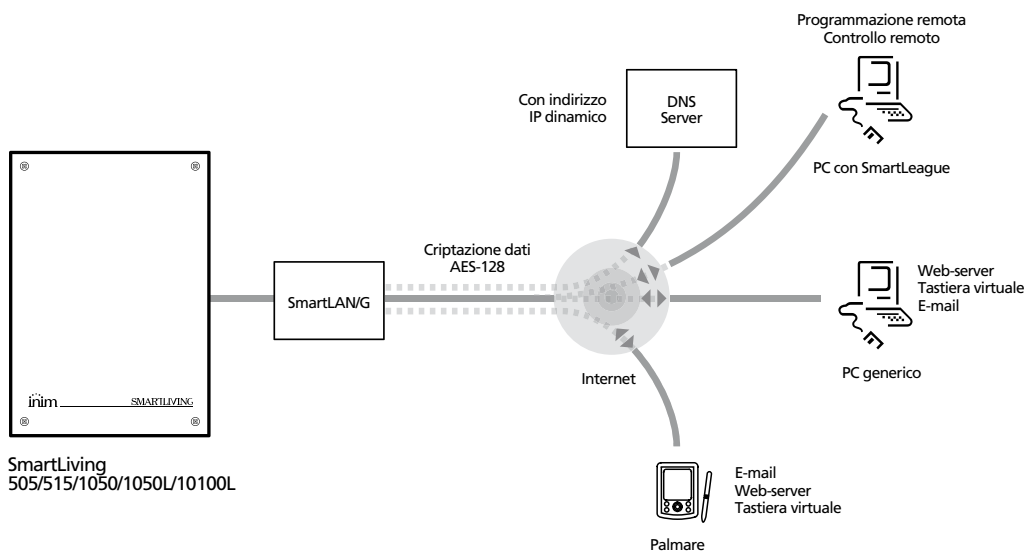 Programmazione remota
Controllo remoto
Con indirizzo
IP dinamico
DNS
Server
PC con SmartLeague
Criptazione dati
AES-128
SmartLAN/G
Web-server
Tastiera virtuale
E-mail
Internet
PC generico
inim SMARTLIVING
SmartLiving
505/515/1050/1050L/10100L
E-mail
Web-server
Tastiera virtuale
Palmare